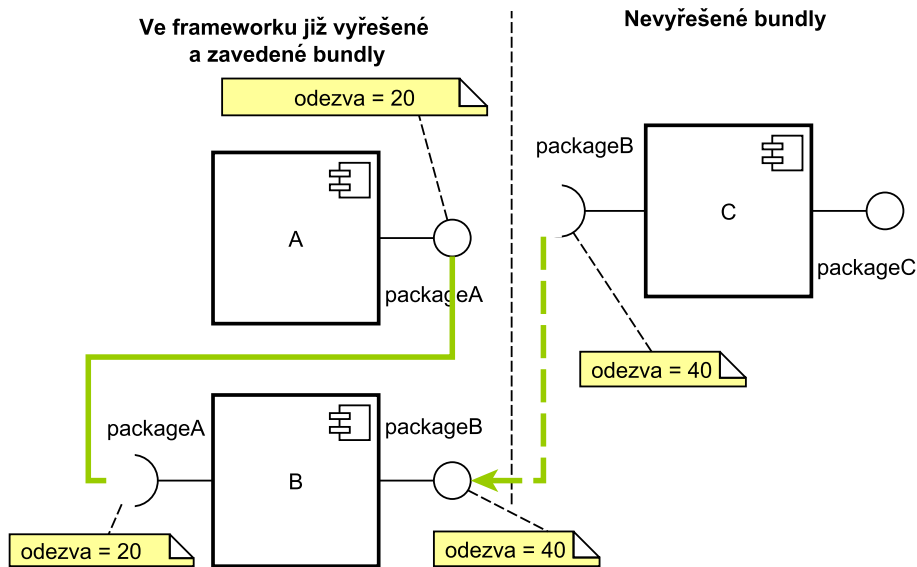 Ve frameworku již vyřešené
a zavedené bundly
Nevyřešené bundly
odezva = 20
packageB
A
C
packageA
packageC
odezva = 40
packageA
packageB
B
odezva = 20
odezva = 40